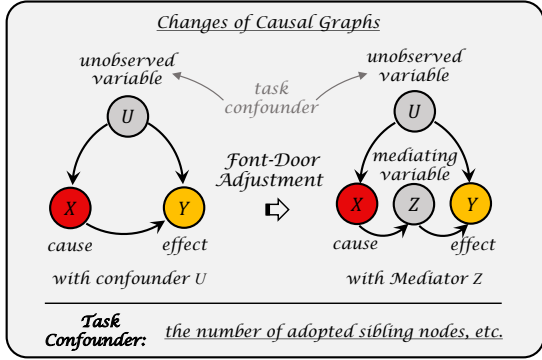 Changes of Causal Graphs
unobserved
variable
task
confounder
unobserved
variable
U
U
Font-Door
Adjustment
mediating
variable
X
Y
X
Z
Y
cause
effect
cause
effect
with confounder U
with Mediator Z
Task
Confounder:
the number of adopted sibling nodes, etc.